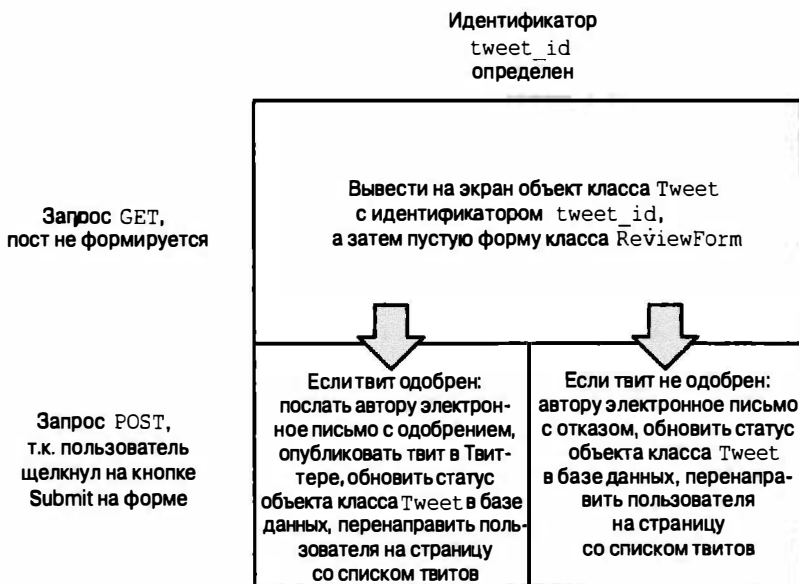 Идентификатор
tweet_id
определен
Вывести на экран объект класса Tweet
с идентификатором tweet_id,
а затем пустую форму класса ReviewForm
Запрос GET,
пост не формируется
Если твит одобрен:
послать автору электрон-
ное письмо с одобрением,
опубликовать твит в Твит-
тере, обновить статус
объекта класса Tweet в базе
данных, перенаправить поль-
зователя на страницу
со списком твитов
Если твит не одобрен:
автору электронное письмо
с отказом, обновить статус
объекта класса Tweet
в базе данных, перенапра-
вить пользователя
на страницу
со списком твитов
Запрос POST,
т.к. пользователь
щелкнул на кнопке
Submit на форме